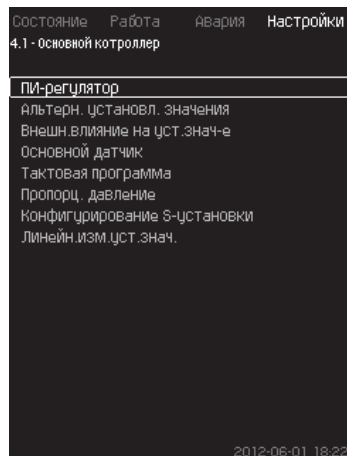 Состояние Работа Авария Настройки
4.1 - Основной котроллер
ПИ-регулятор
Альтерн. установл. значения
Внешн.влияние на уст.знач-е
Основной датчик
Тактовая программа
Пропорц. давление
Конфигурирование S-установки
Линейн.изм.уст.знач.
2012-06-01 18:22